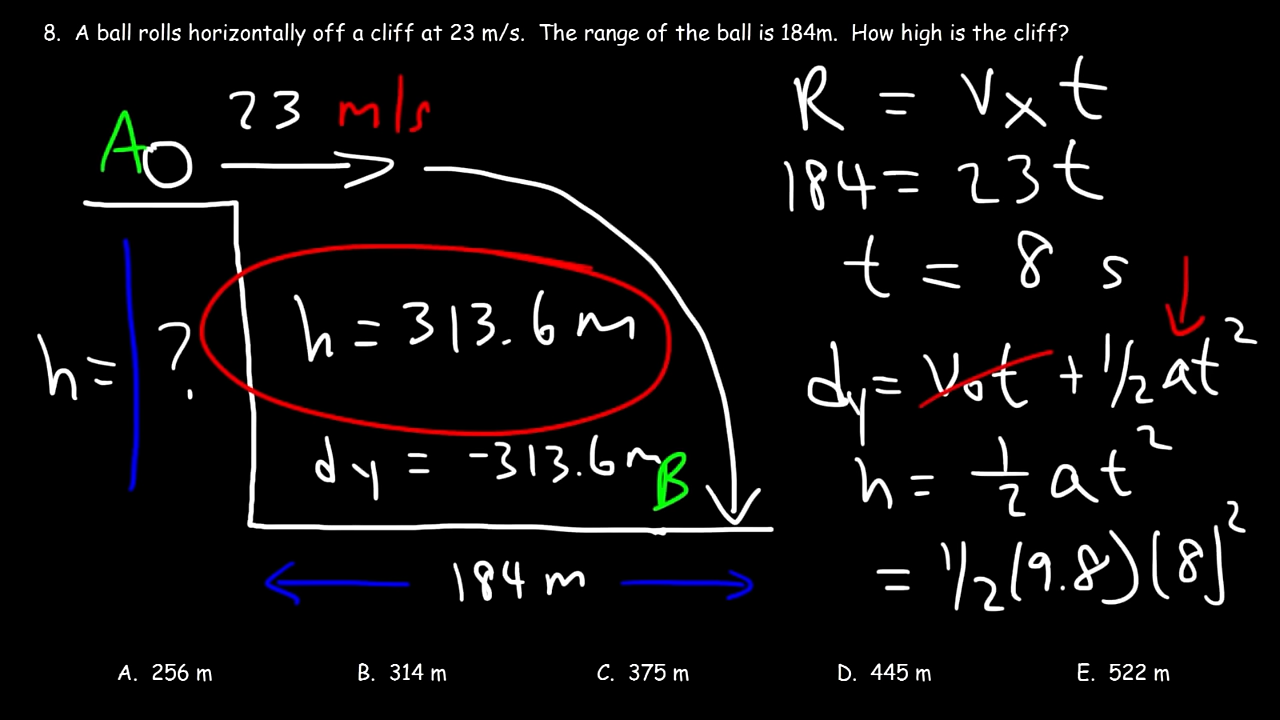 8. A ball rolls horizontally off a cliff at 23 m/s. The range of the ball is 184m. How high is the cliff?
A
23 m/s
h = ?
h = 313.6 m
dy = -313.6 m
B
184 m
R = Vx t
184 = 23t
t = 8 s
dy = V₀t + 1/2 at²
h = 1/2 at²
= 1/2 (9.8) (8)²
A. 256 m B. 314 m C. 375 m D. 445 m E. 522 m